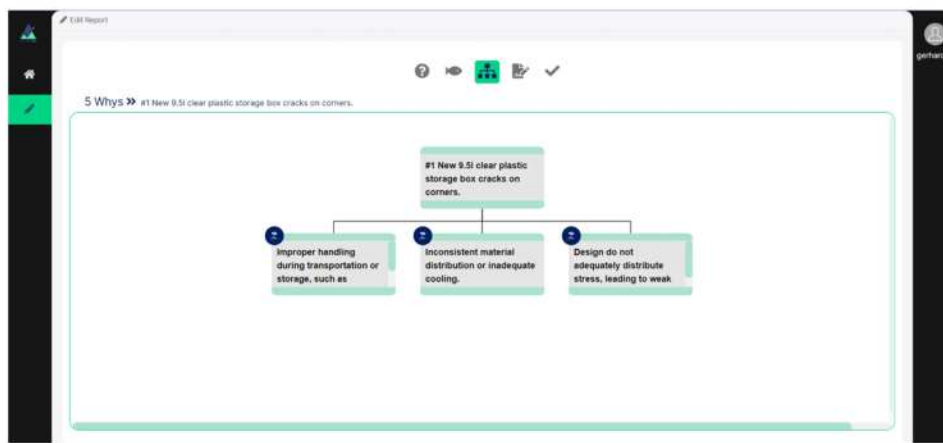 Edit Report
gerhar
5 Whys » #1 New 9.5l clear plastic storage box cracks on corners.
#1 New 9.5l clear plastic
storage box cracks on
corners.
Improper handling
during transportation or
storage, such as
Inconsistent material
distribution or inadequate
cooling.
Design do not
adequately distribute
stress, leading to weak